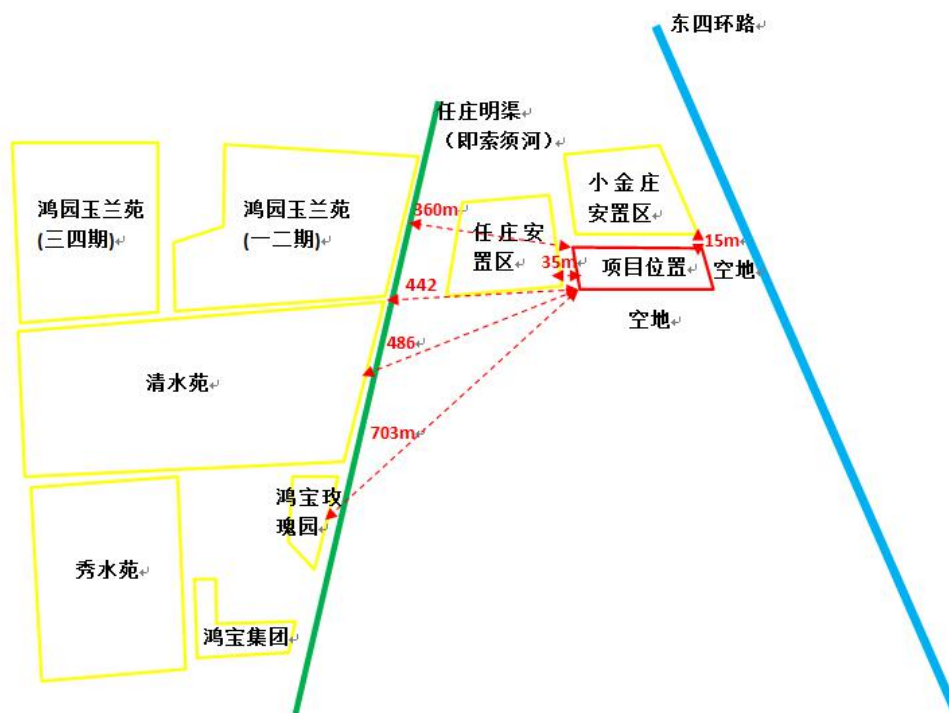 东四环路
任庄明渠
（即索须河）
鸿园玉兰苑
(三四期)
鸿园玉兰苑
(一二期)
小金庄
安置区
360m
任庄安
置区
15m
35m
项目位置
空地
442
空地
486
清水苑
703m
鸿宝玫
瑰园
秀水苑
鸿宝集团